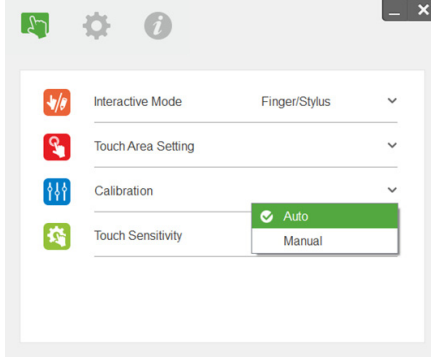 Interactive Mode Finger/Stylus
Touch Area Setting
Calibration
Auto
Touch Sensitivity
Manual